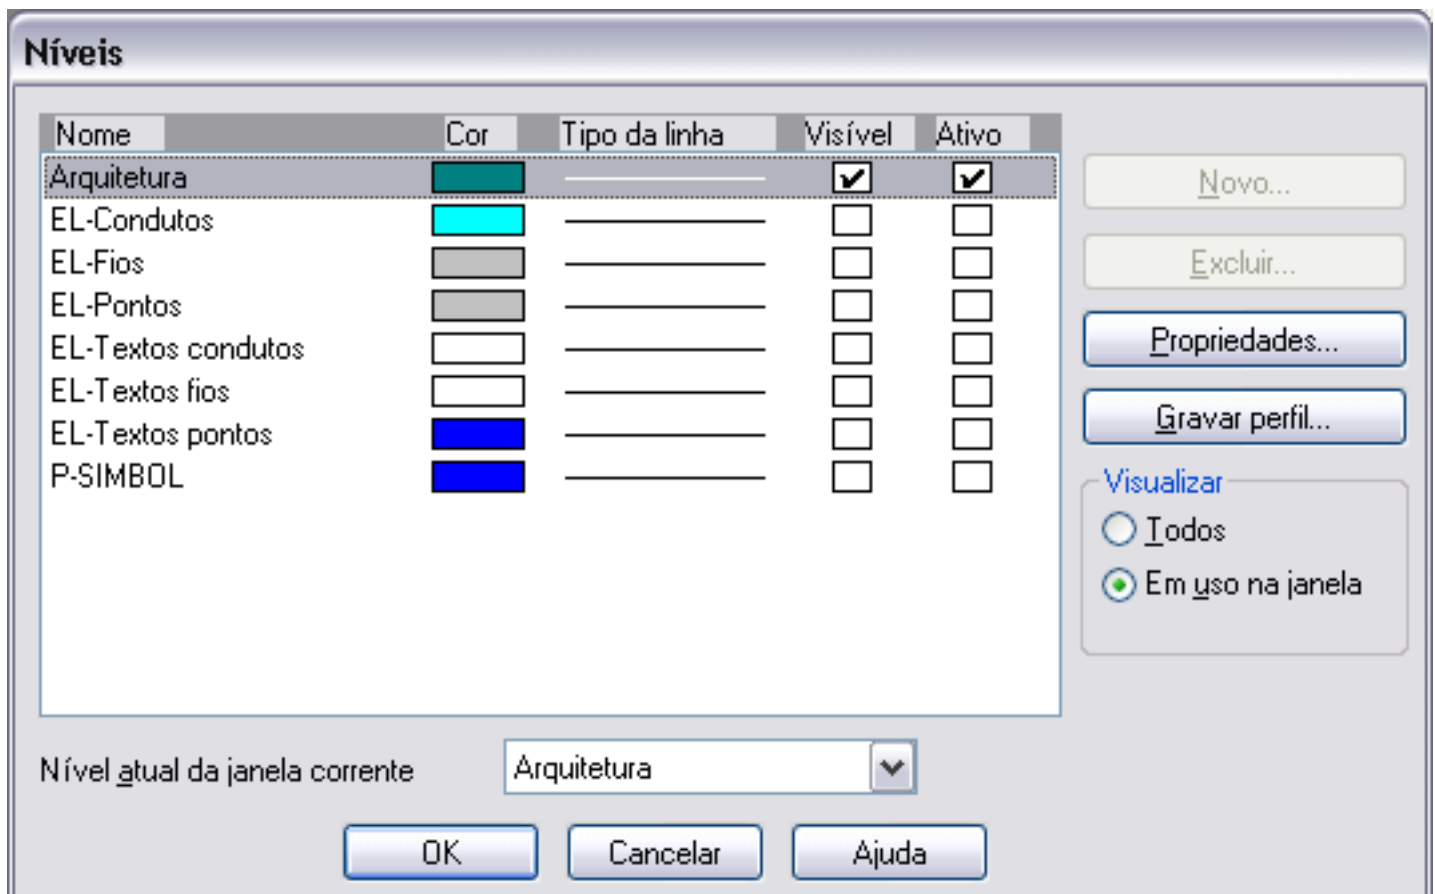 Níveis
Nome Cor Tipo da linha Visível Ativo
Arquitetura
EL-Condutos
EL-Fios
EL-Pontos
EL-Textos condutos
EL-Textos fios
EL-Textos pontos
P-SIMBOL
Novo...
Excluir...
Propriedades...
Gravar perfil...
Visualizar
Todos
Em uso na janela
Nível atual da janela corrente Arquitetura
OK Cancelar Ajuda